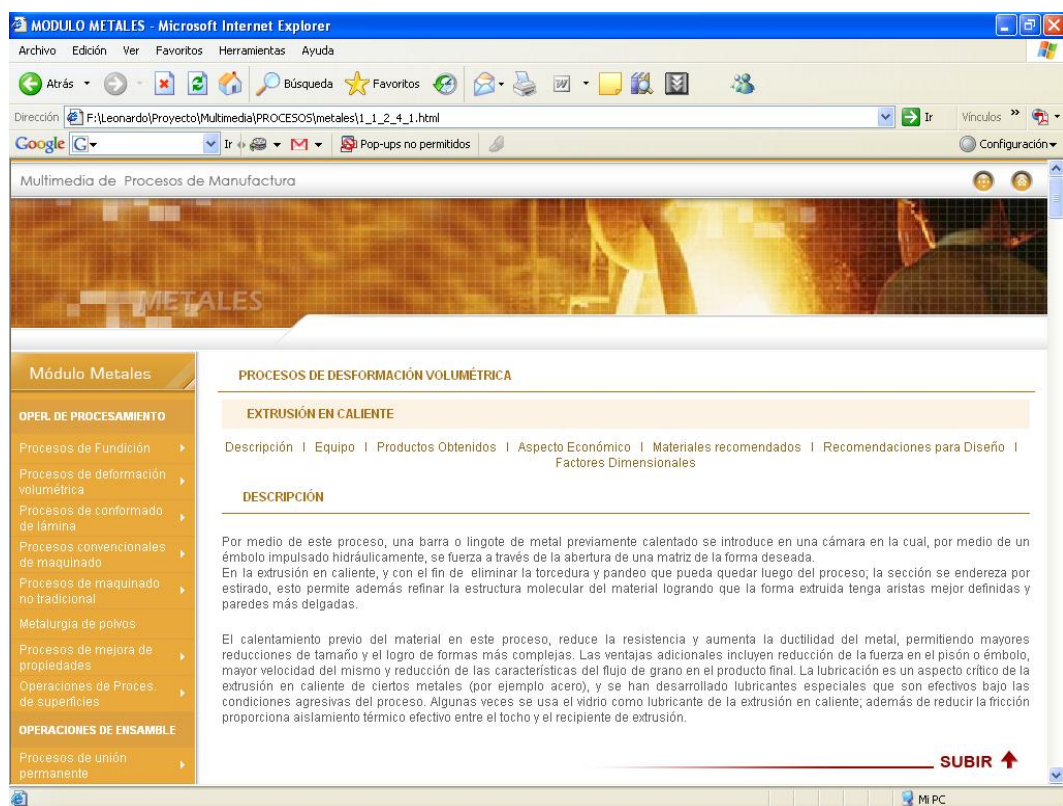 MODULO METALES - Microsoft Internet Explorer
Archivo Edición Ver Favoritos Herramientas Ayuda
Atrás Búsqueda Favoritos
Dirección F:\Leonardo\Proyecto\Multimedia\PROCESOS\metales\1_1_2_4_1.html Ir Vínculos »
Google G Ir Pop-ups no permitidos Configuración
Multimedia de Procesos de Manufactura
METALES
Módulo Metales
OPER. DE PROCESAMIENTO
Procesos de Fundición
Procesos de deformación
volumétrica
Procesos de conformado
de lámina
Procesos convencionales
de maquinado
Procesos de maquinado
no tradicional
Metalurgia de polvos
Procesos de mejora de
propiedades
Operaciones de Proces.
de superficies
OPERACIONES DE ENSAMBLE
Procesos de unión
permanente
PROCESOS DE DESFORMACIÓN VOLUMÉTRICA
EXTRUSIÓN EN CALIENTE
Descripción I Equipo I Productos Obtenidos I Aspecto Económico I Materiales recomendados I Recomendaciones para Diseño I
Factores Dimensionales
DESCRIPCIÓN
Por medio de este proceso, una barra o lingote de metal previamente calentado se introduce en una cámara en la cual, por medio de un
émbolo impulsado hidráulicamente, se fuerza a través de la abertura de una matriz de la forma deseada.
En la extrusión en caliente, y con el fin de eliminar la torcedura y pandeo que pueda quedar luego del proceso; la sección se endereza por
estirado, esto permite además refinar la estructura molecular del material logrando que la forma extruida tenga aristas mejor definidas y
paredes más delgadas.
El calentamiento previo del material en este proceso, reduce la resistencia y aumenta la ductilidad del metal, permitiendo mayores
reducciones de tamaño y el logro de formas más complejas. Las ventajas adicionales incluyen reducción de la fuerza en el pisón o émbolo,
mayor velocidad del mismo y reducción de las características del flujo de grano en el producto final. La lubricación es un aspecto crítico de la
extrusión en caliente de ciertos metales (por ejemplo acero), y se han desarrollado lubricantes especiales que son efectivos bajo las
condiciones agresivas del proceso. Algunas veces se usa el vidrio como lubricante de la extrusión en caliente; además de reducir la fricción
proporciona aislamiento térmico efectivo entre el tocho y el recipiente de extrusión.
SUBIR
Mi PC